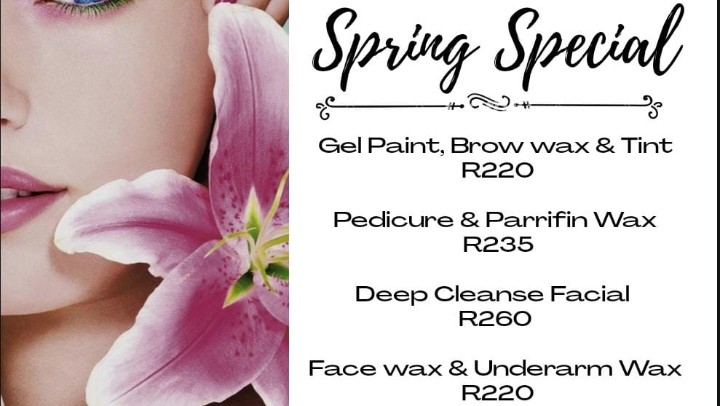 Spring Special
Gel Paint, Brow wax & Tint
R220
Pedicure & Parrifin Wax
R235
Deep Cleanse Facial
R260
Face wax & Underarm Wax
R220